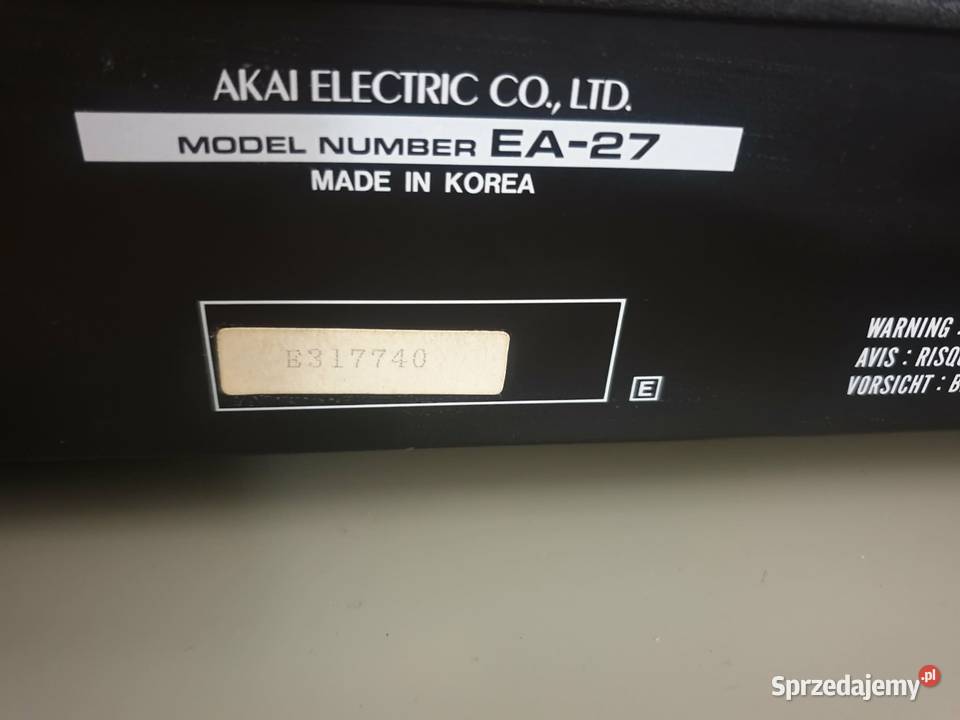 AKAI ELECTRIC CO., LTD.
MODEL NUMBER EA-27
MADE IN KOREA
E317740
E
WARNING :
AVIS : RISQ
VORSICHT : B
Sprzedajemy.pl